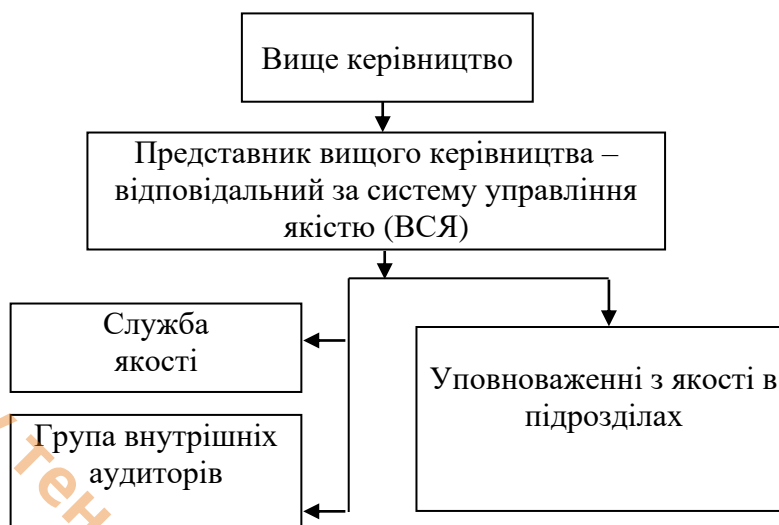 Вище керівництво
Представник вищого керівництва –
відповідальний за систему управління
якістю (ВСЯ)
Служба
якості
Уповноваженні з якості в
підрозділах
Група внутрішніх
аудиторів